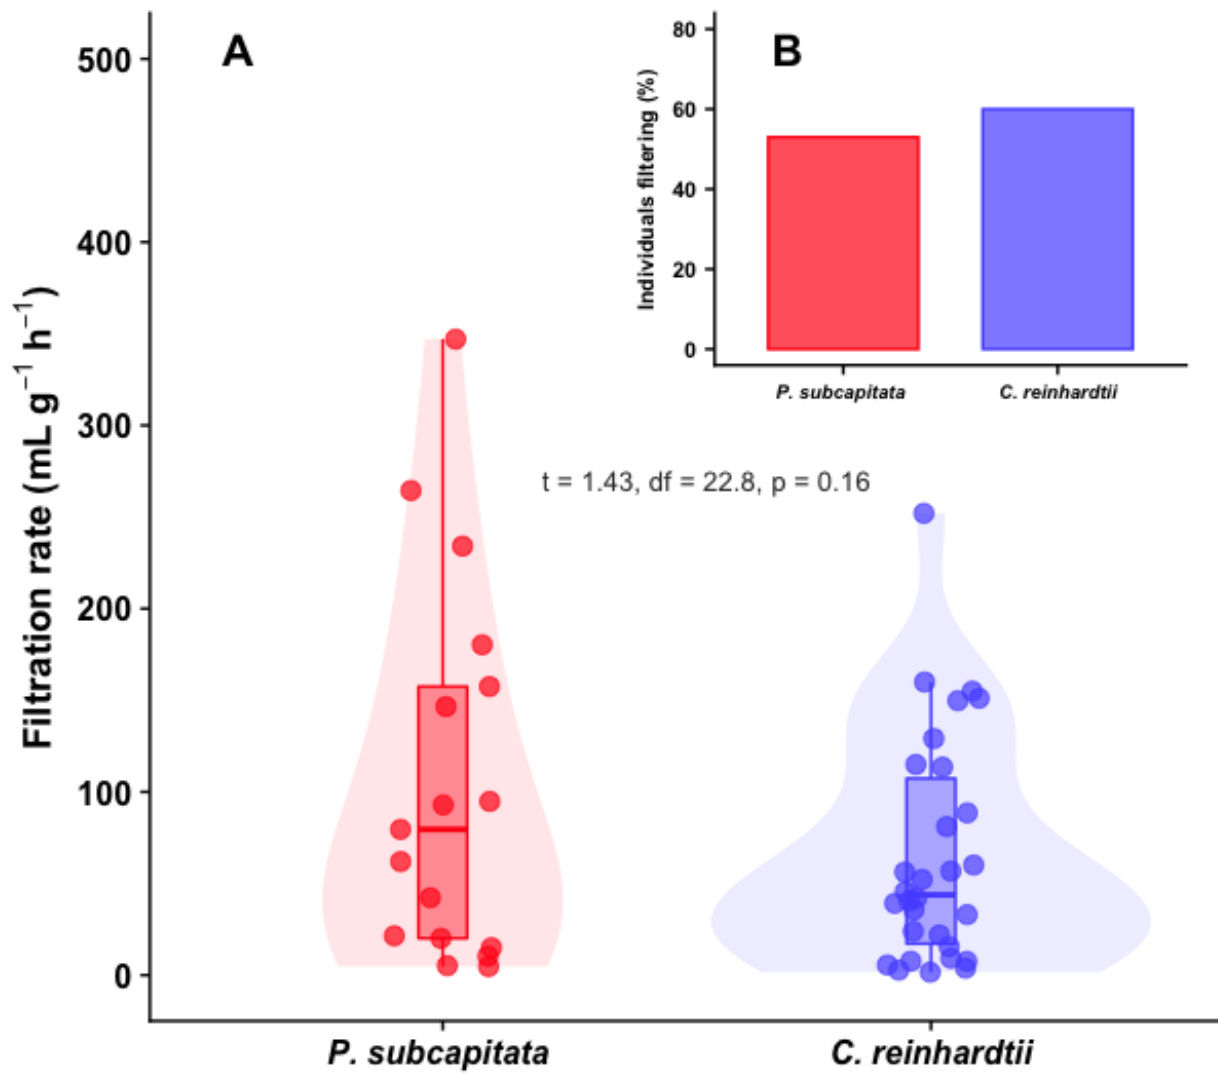 A
B
Filtration rate (mL g⁻¹ h⁻¹)
500
400
300
200
100
0
P. subcapitata
C. reinhardtii
t = 1.43, df = 22.8, p = 0.16
Individuals filtering (%)
80
60
40
20
0
P. subcapitata
C. reinhardtii